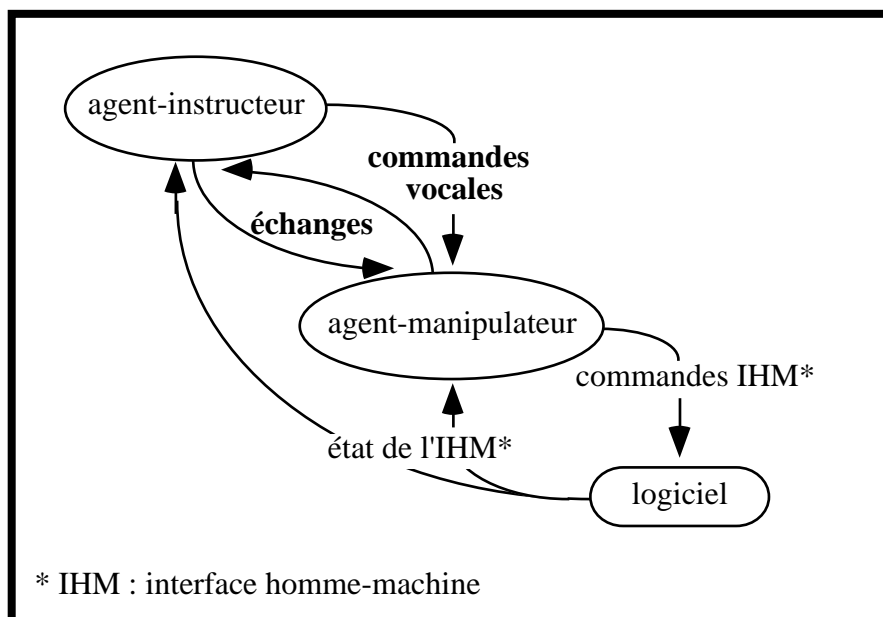 agent-instructeur
commandes
vocales
échanges
agent-manipulateur
commandes IHM*
état de l'IHM*
logiciel
* IHM : interface homme-machine